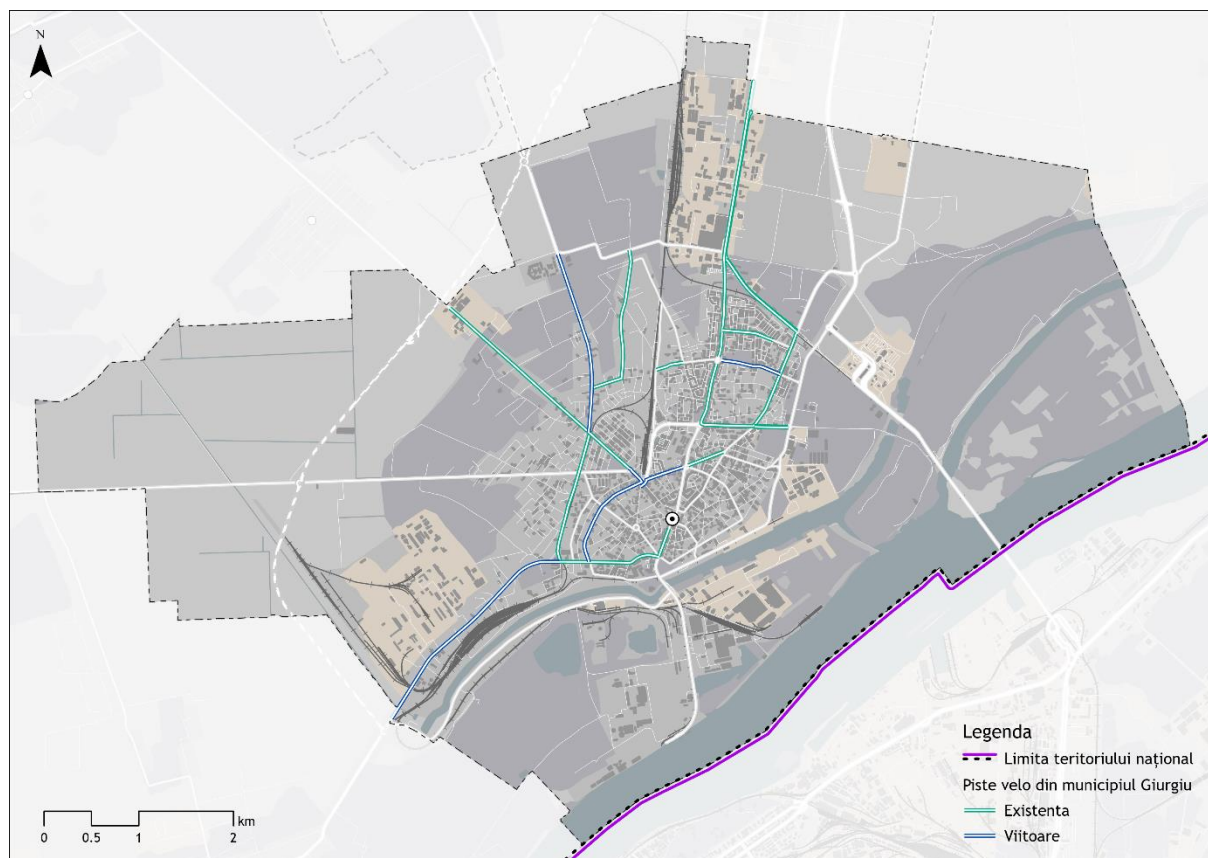 N
Legenda
Limita teritoriului național
Piste velo din municipiul Giurgiu
Existenta
Viitoare
km
0 0.5 1 2